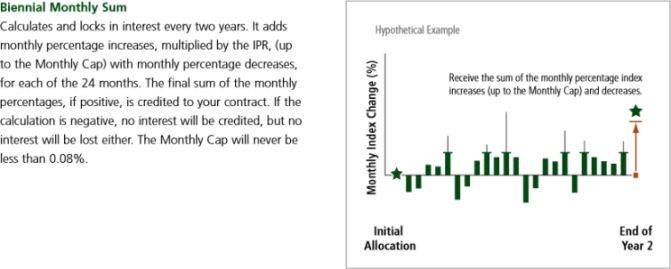 Biennial Monthly Sum
Calculates and locks in interest every two years. It adds
monthly percentage increases, multiplied by the IPR, (up
to the Monthly Cap) with monthly percentage decreases,
for each of the 24 months. The final sum of the monthly
percentages, if positive, is credited to your contract. If the
calculation is negative, no interest will be credited, but no
interest will be lost either. The Monthly Cap will never be
less than 0.08%.
Hypothetical Example
Monthly Index Change (%)
Receive the sum of the monthly percentage index
increases (up to the Monthly Cap) and decreases.
Initial
Allocation
End of
Year 2